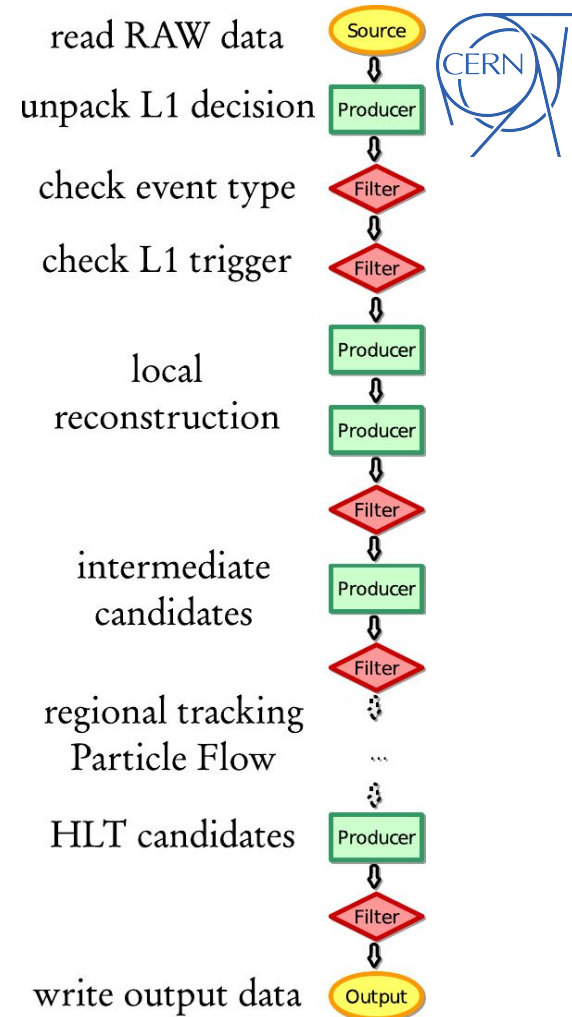 read RAW data
Source
CERN
unpack L1 decision
Producer
check event type
Filter
check L1 trigger
Filter
Producer
local
reconstruction
Producer
Filter
intermediate
candidates
Producer
Filter
regional tracking
Particle Flow
...
HLT candidates
Producer
Filter
write output data
Output